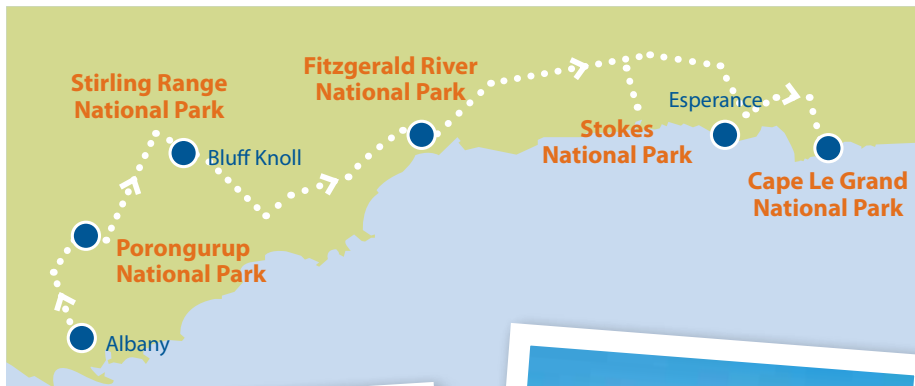 Stirling Range
National Park
Bluff Knoll
Fitzgerald River
National Park
Esperance
Stokes
National Park
Cape Le Grand
National Park
Porongurup
National Park
Albany